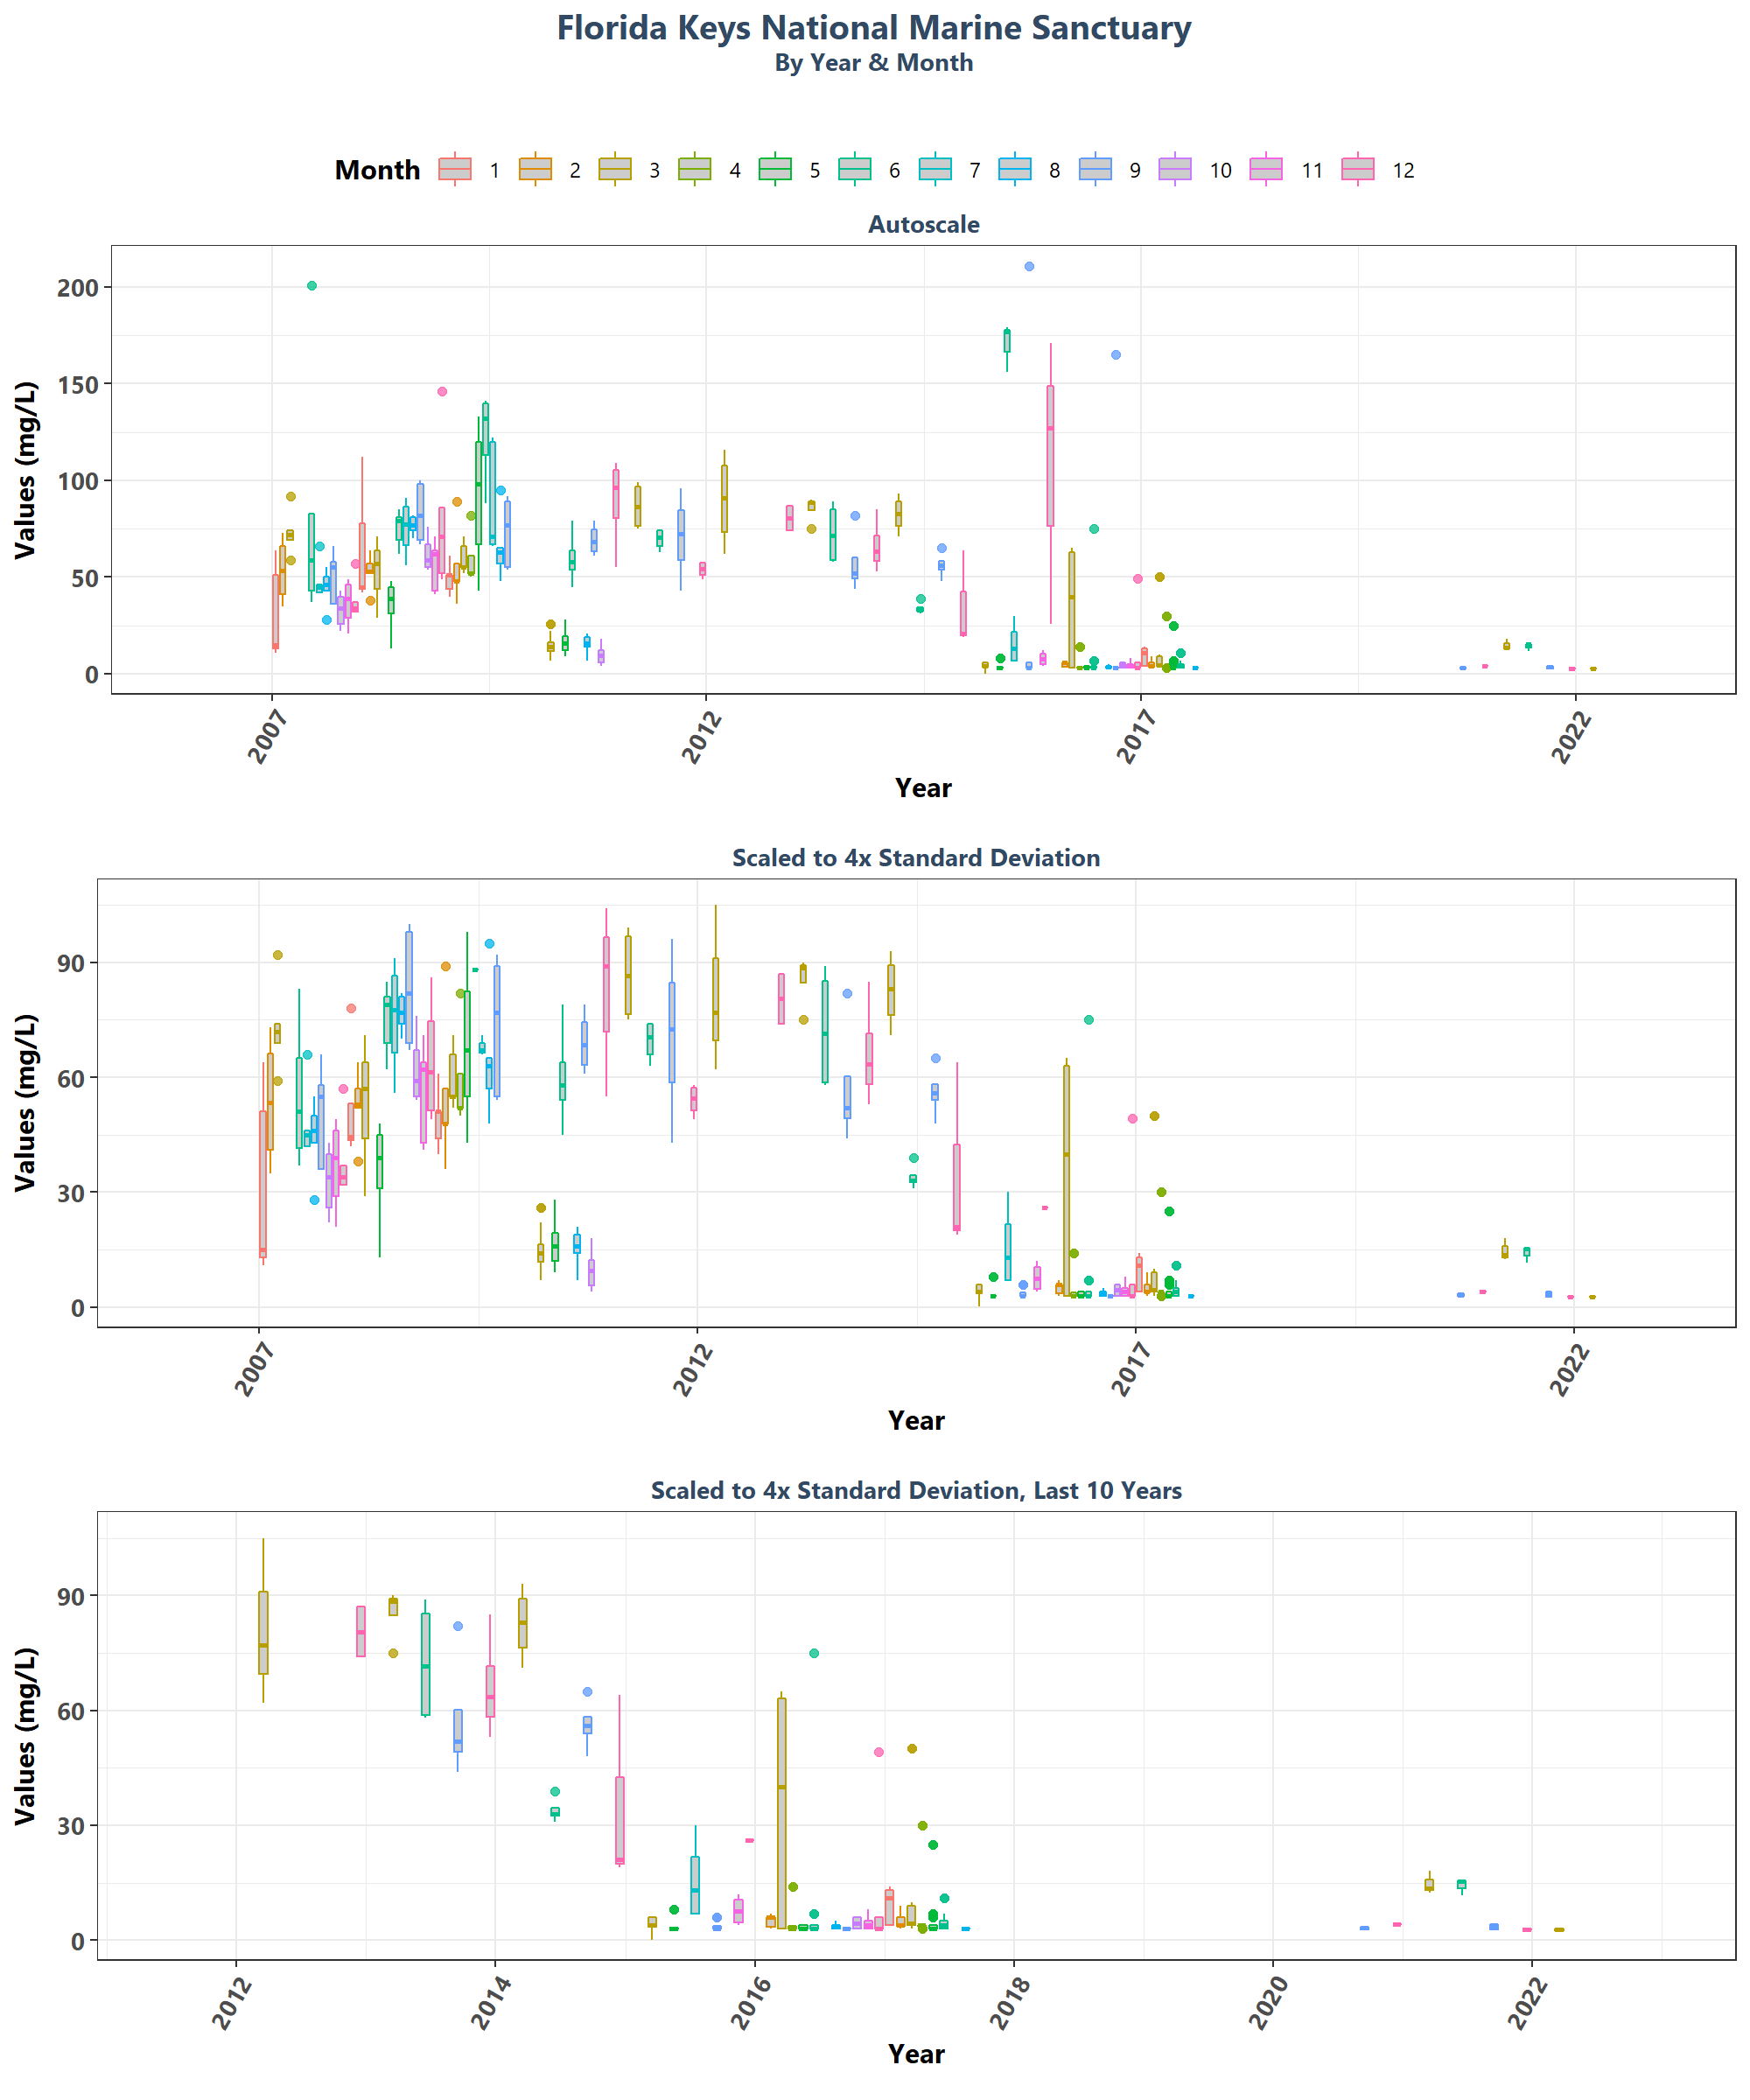 Florida Keys National Marine Sanctuary
By Year & Month
Month 1 2 3 4 5 6 7 8 9 10 11 12
Autoscale
Values (mg/L)
200
150
100
50
0
2007 2012 2017 2022
Year
Scaled to 4x Standard Deviation
Values (mg/L)
90
60
30
0
2007 2012 2017 2022
Year
Scaled to 4x Standard Deviation, Last 10 Years
Values (mg/L)
90
60
30
0
2012 2014 2016 2018 2020 2022
Year